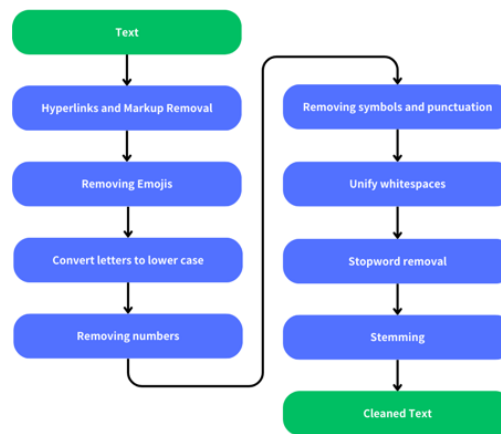 Text
Hyperlinks and Markup Removal
Removing Emojis
Convert letters to lower case
Removing numbers
Removing symbols and punctuation
Unify whitespaces
Stopword removal
Stemming
Cleaned Text